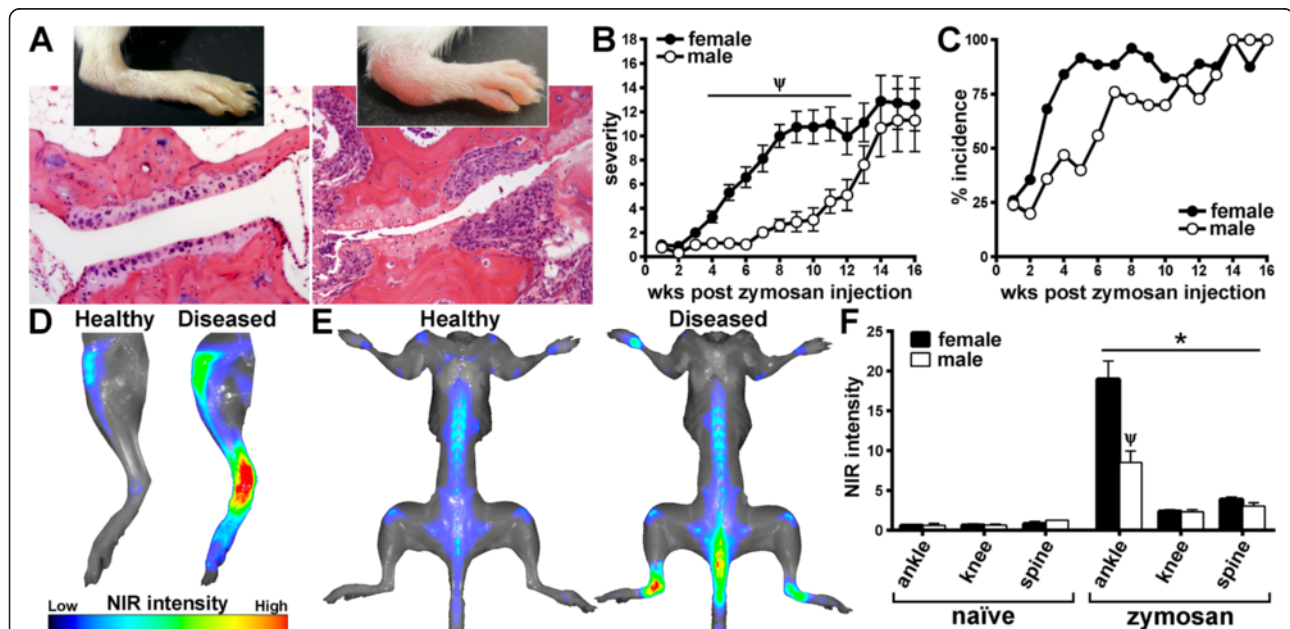 A
B
18
16
14
12
10
8
6
4
2
0
severity
female
male
ψ
0 2 4 6 8 10 12 14 16
wks post zymosan injection
C
100
75
50
25
0
% incidence
female
male
0 2 4 6 8 10 12 14 16
wks post zymosan injection
D
Healthy Diseased
Low NIR intensity High
E
Healthy Diseased
F
25
20
15
10
5
0
NIR intensity
female
male
*
ψ
ankle knee spine ankle knee spine
naïve zymosan